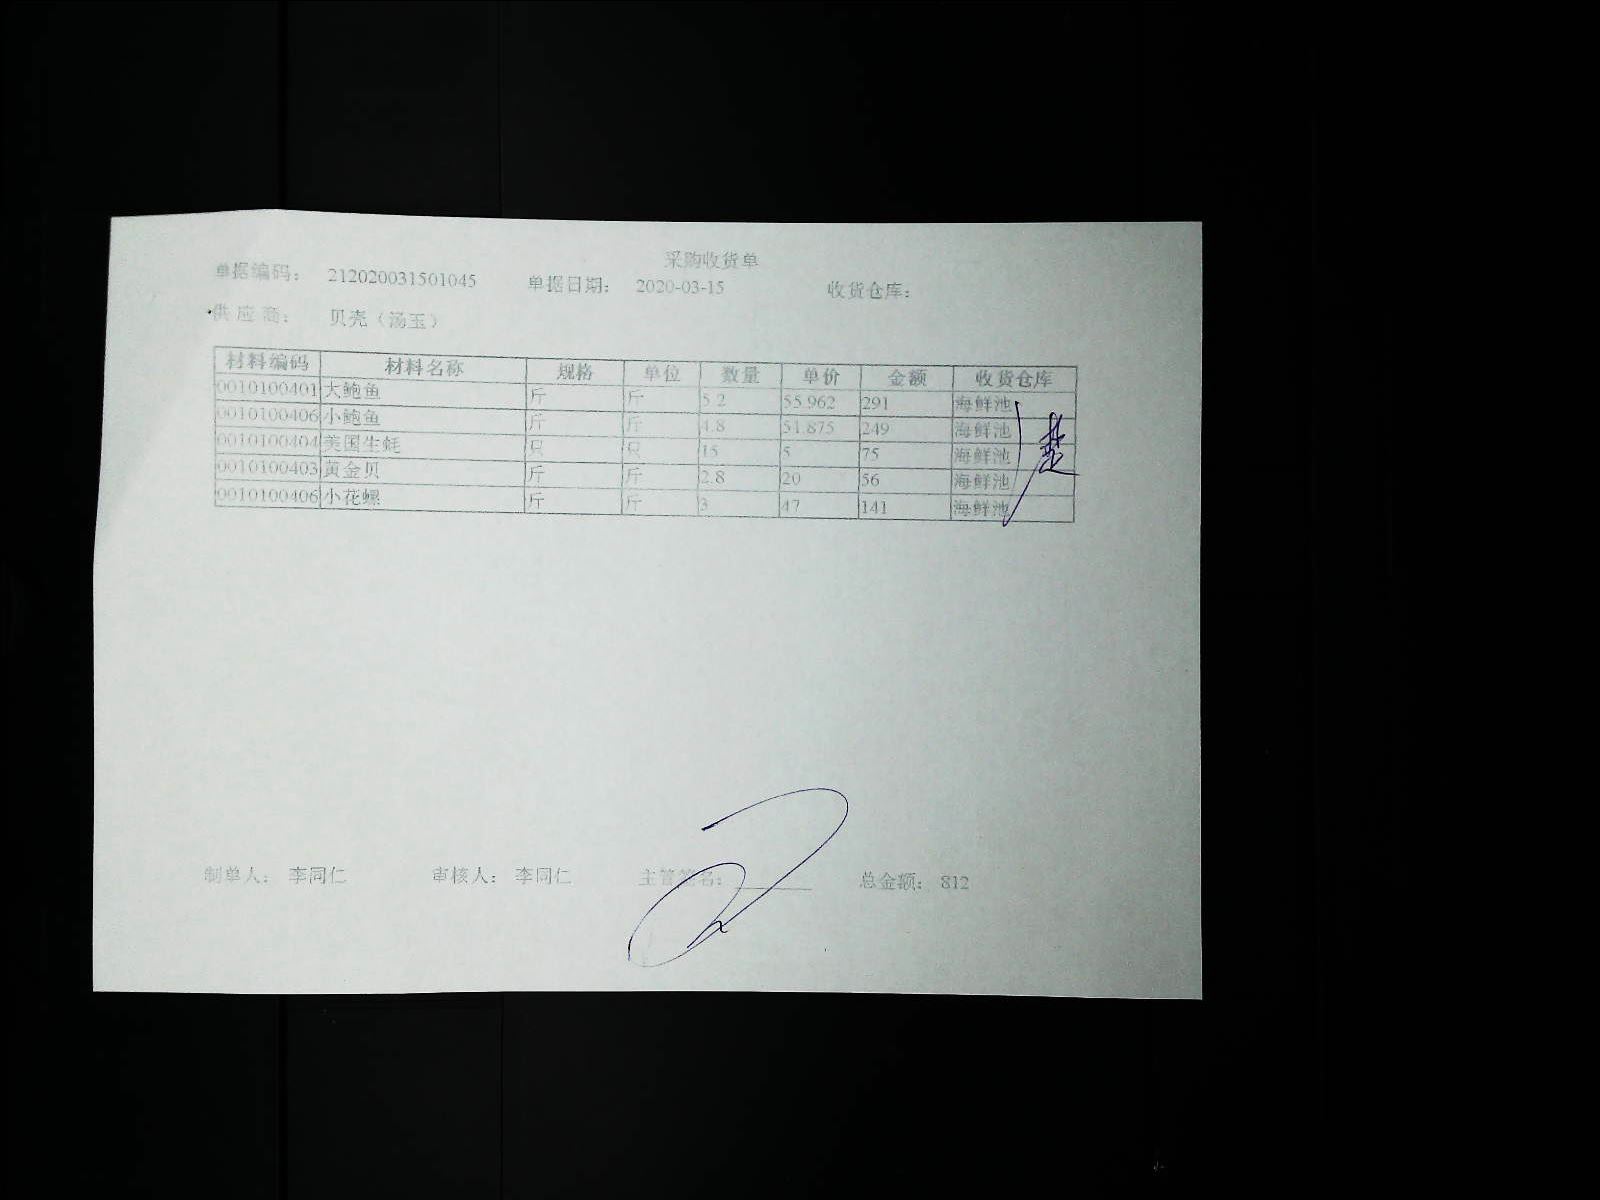 采购收货单
单据编码： 212020031501045 单据日期： 2020-03-15 收货仓库：
供应商： 贝壳（汤玉）
材料编码 材料名称 规格 单位 数量 单价 金额 收货仓库
0010100401 大鲍鱼 斤 斤 5.2 55.962 291 海鲜池
0010100406 小鲍鱼 斤 斤 4.8 51.875 249 海鲜池
0010100404 美国生蚝 只 只 15 5 75 海鲜池
0010100403 黄金贝 斤 斤 2.8 20 56 海鲜池
0010100406 小花螺 斤 斤 3 47 141 海鲜池
制单人： 李同仁 审核人： 李同仁 主管签名： 总金额： 812